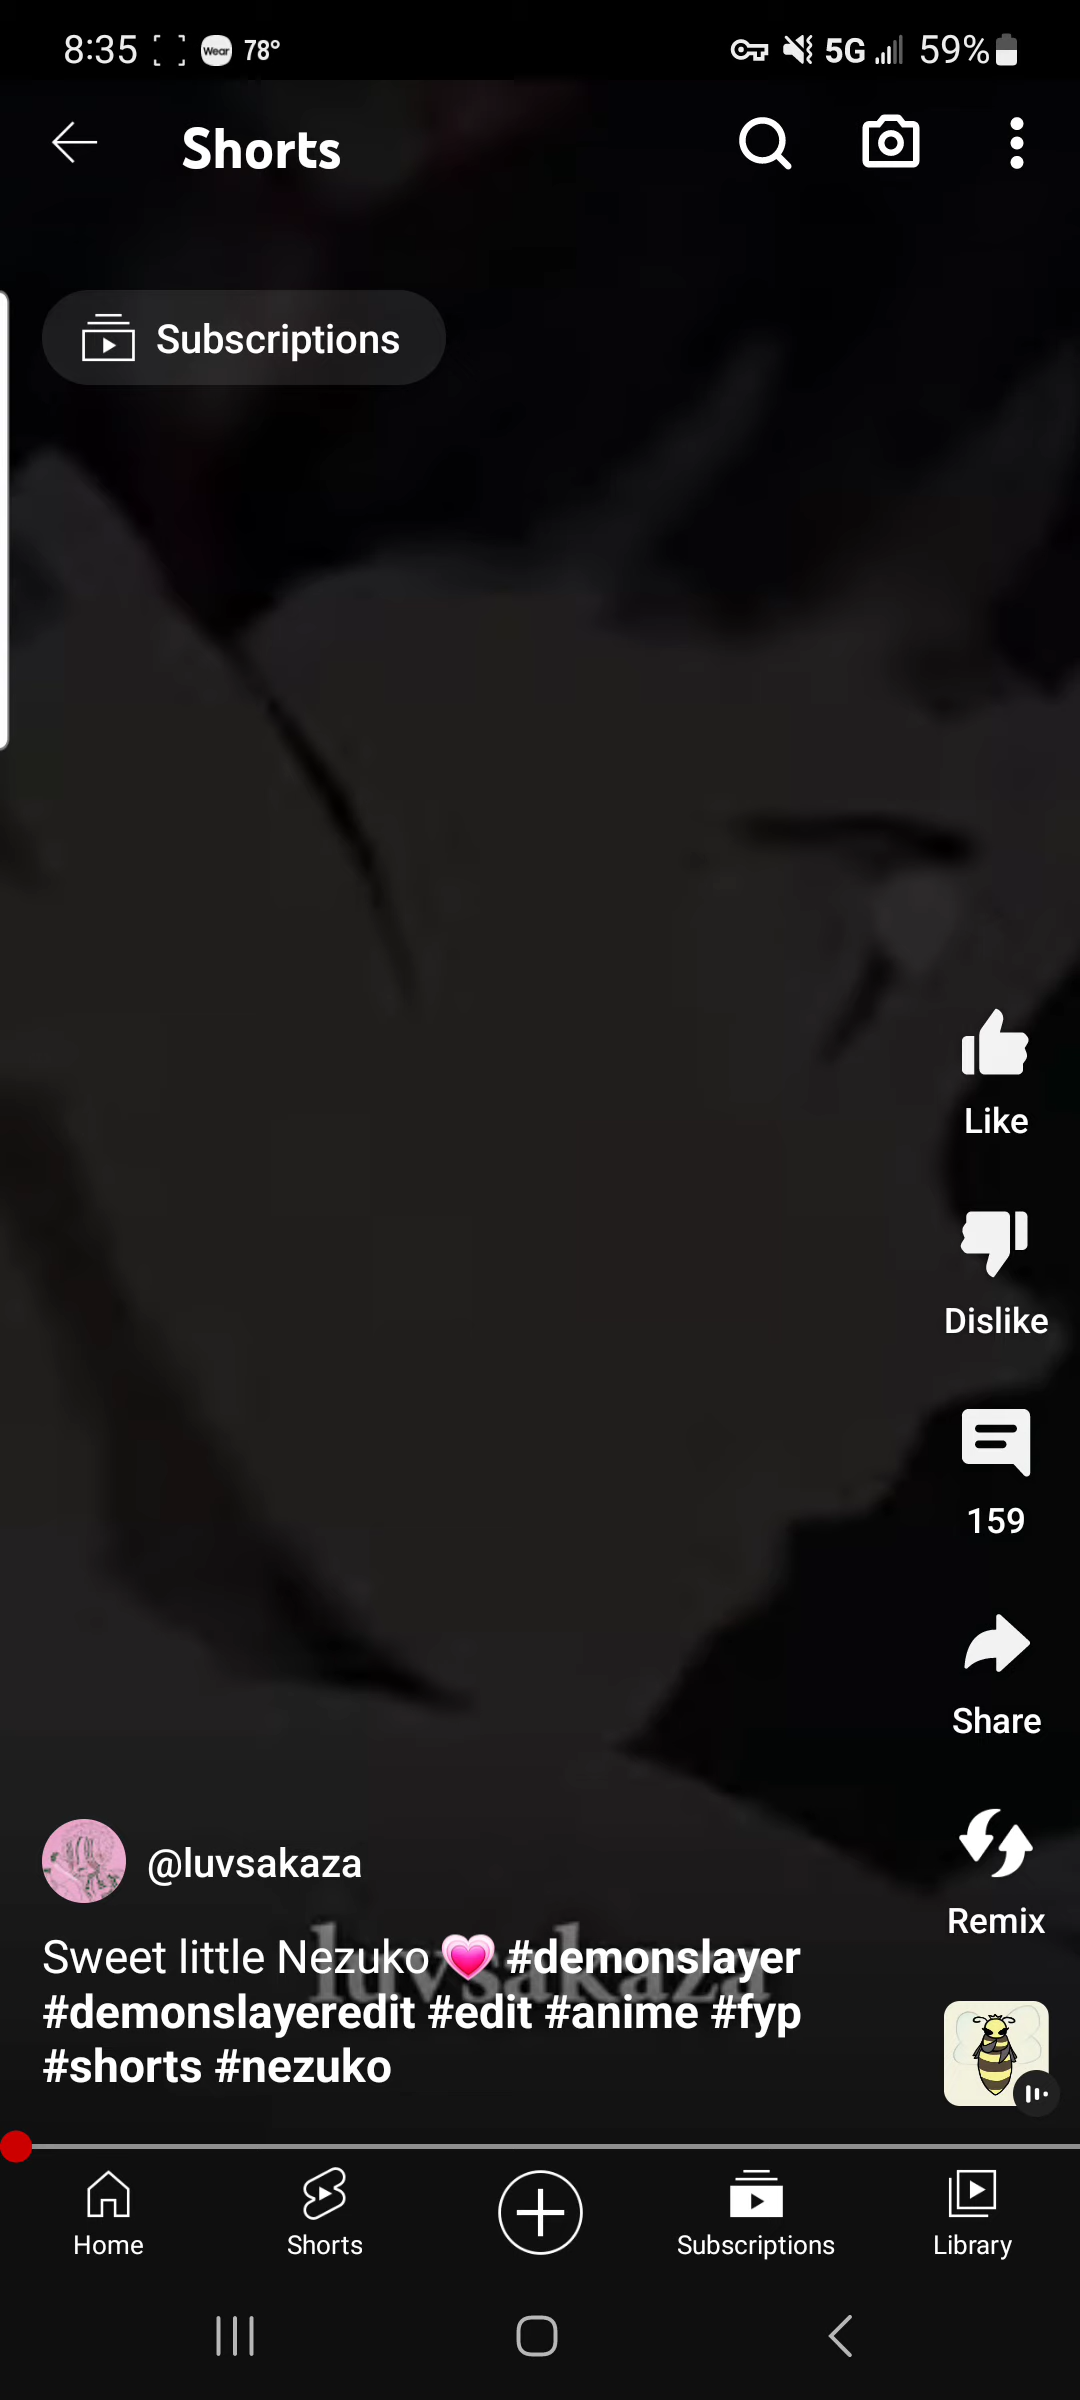 8:35 Wear 78° 5G 59%
Shorts
Subscriptions
Like
Dislike
159
Share
@luvsakaza
Remix
luvsakaza
Sweet little Nezuko 💗 #demonslayer
#demonslayeredit #edit #anime #fyp
#shorts #nezuko
Home Shorts Subscriptions Library